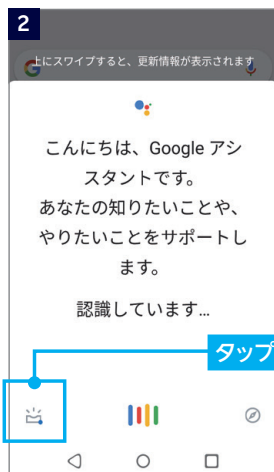 2
上にスワイプすると、更新情報が表示されます
こんにちは、Google アシ
スタントです。
あなたの知りたいことや、
やりたいことをサポートし
ます。
認識しています...
タップ